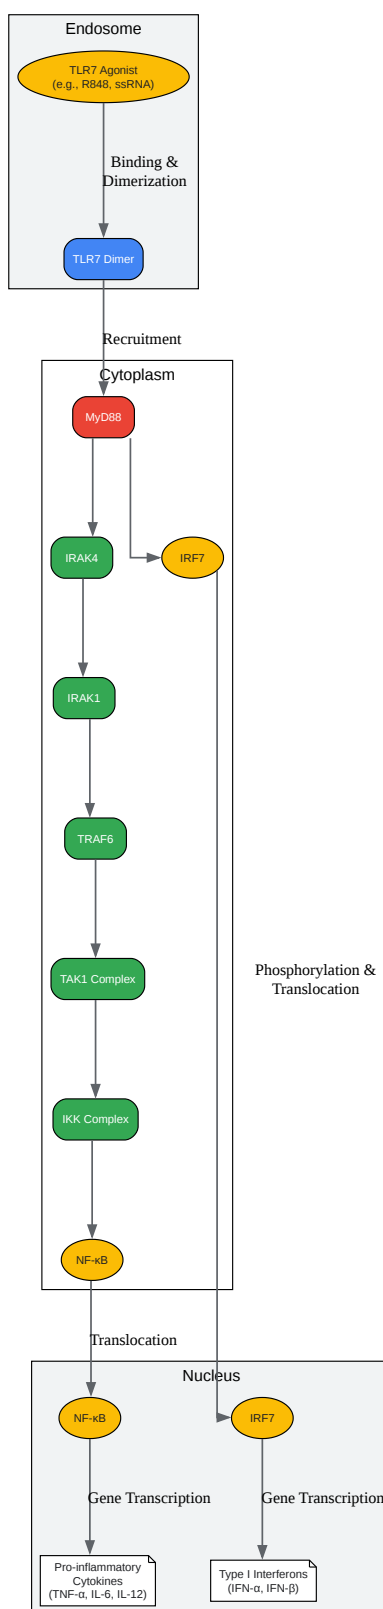 Endosome
TLR7 Agonist
(e.g., R848, ssRNA)
Binding &
Dimerization
TLR7 Dimer
Recruitment
Cytoplasm
MyD88
IRAK4
IRF7
IRAK1
TRAF6
Phosphorylation &
Translocation
TAK1 Complex
IKK Complex
NF-κB
Translocation
Nucleus
NF-κB
IRF7
Gene Transcription
Gene Transcription
Pro-inflammatory
Cytokines
(TNF-α, IL-6, IL-12)
Type I Interferons
(IFN-α, IFN-β)